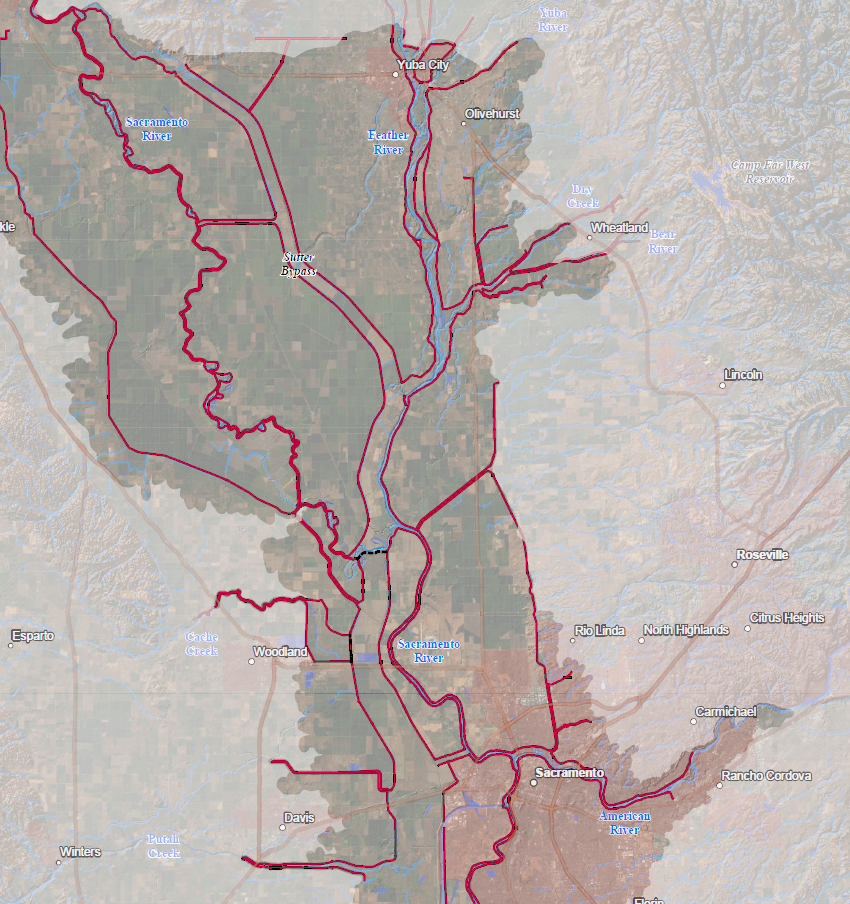 Yuba
River
Yuba City
Olivehurst
Sacramento
River
Feather
River
Camp Far West
Reservoir
Dry
Creek
Wheatland
kle
Bear
River
Sutter
Bypass
Lincoln
Roseville
Rio Linda
North Highlands
Citrus Heights
Esparto
Cache
Creek
Woodland
Sacramento
River
Carmichael
Sacramento
Rancho Cordova
Davis
American
River
Putah
Creek
Winters
Florin